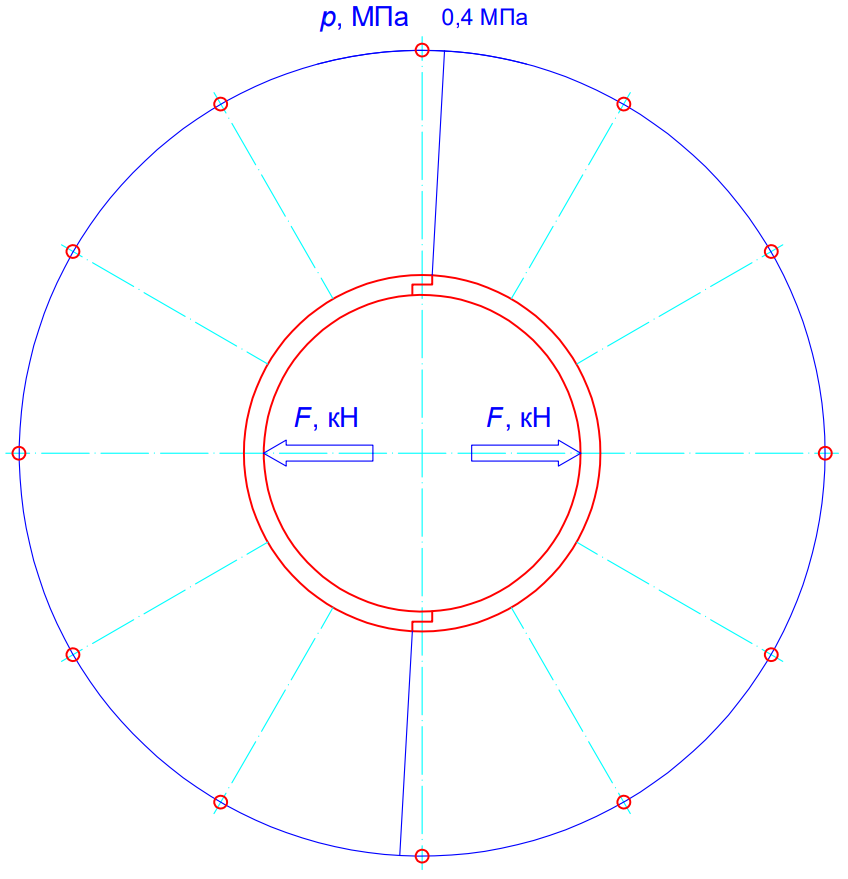 p, МПа 0,4 МПа
F, кН F, кН